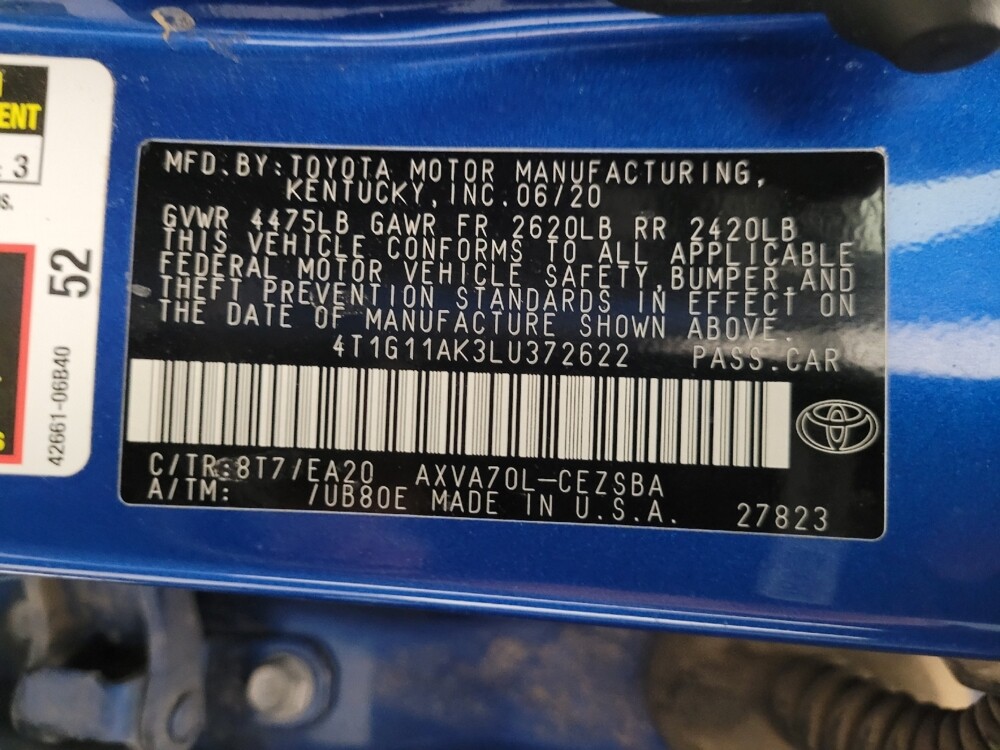 ENT
3
s.
52
42661-06B40
MFD.BY:TOYOTA MOTOR MANUFACTURING,
KENTUCKY,INC.06/20
GVWR 4475LB GAWR FR 2620LB RR 2420LB
THIS VEHICLE CONFORMS TO ALL APPLICABLE
FEDERAL MOTOR VEHICLE SAFETY,BUMPER,AND
THEFT PREVENTION STANDARDS IN EFFECT ON
THE DATE OF MANUFACTURE SHOWN ABOVE.
4T1G11AK3LU372622 PASS.CAR
C/TR:8T7/EA20 AXVA70L-CEZSBA
A/TM: /UB80E MADE IN U.S.A. 27823